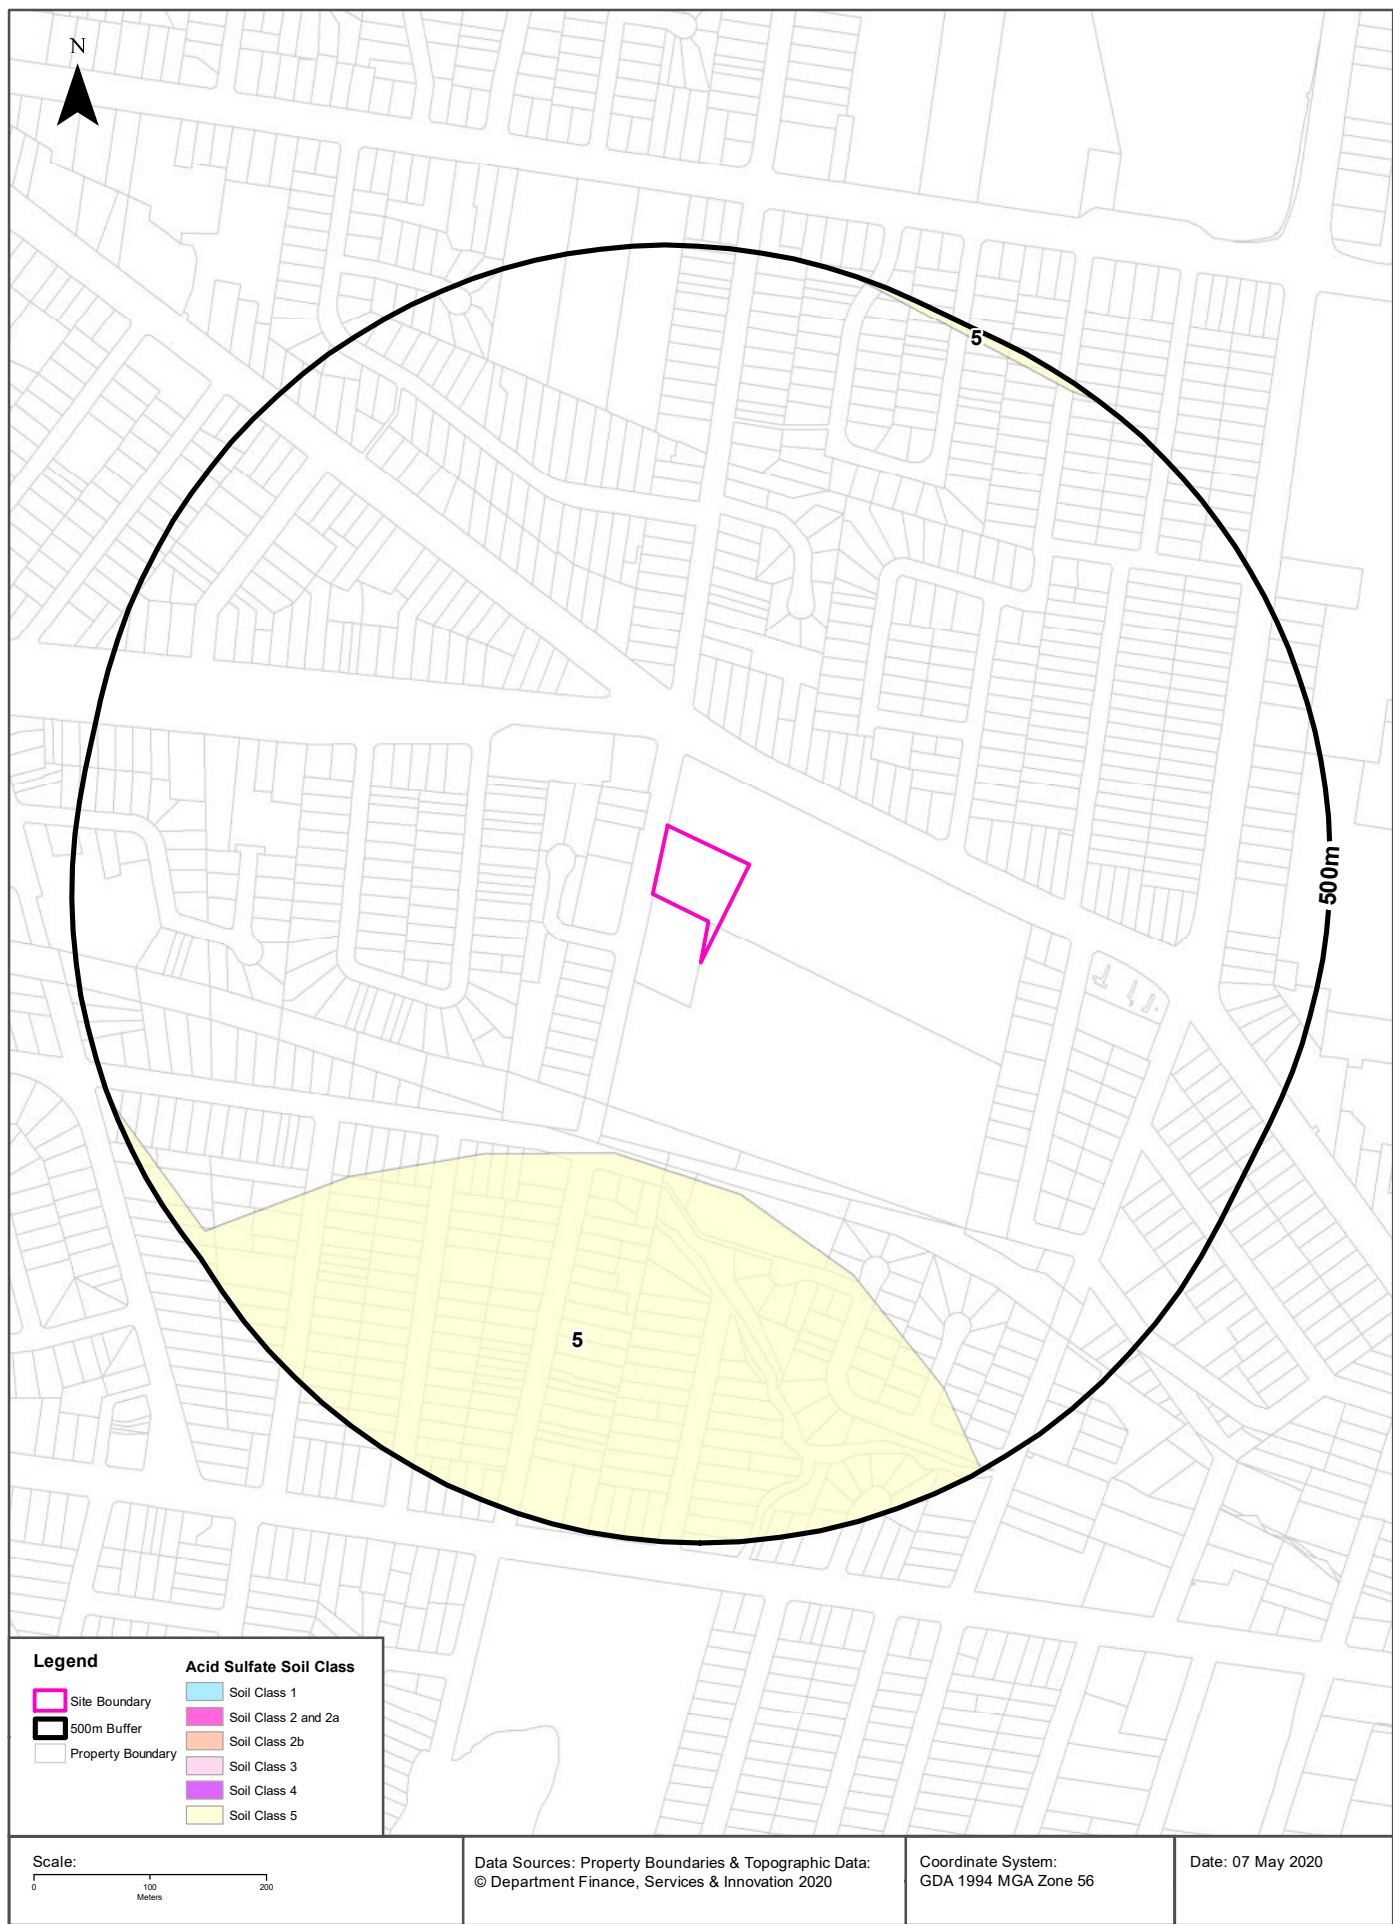 N
5
500m
5
Legend
Site Boundary
500m Buffer
Property Boundary
Acid Sulfate Soil Class
Soil Class 1
Soil Class 2 and 2a
Soil Class 2b
Soil Class 3
Soil Class 4
Soil Class 5
Scale:
0 100 200
Meters
Data Sources: Property Boundaries & Topographic Data:
© Department Finance, Services & Innovation 2020
Coordinate System:
GDA 1994 MGA Zone 56
Date: 07 May 2020